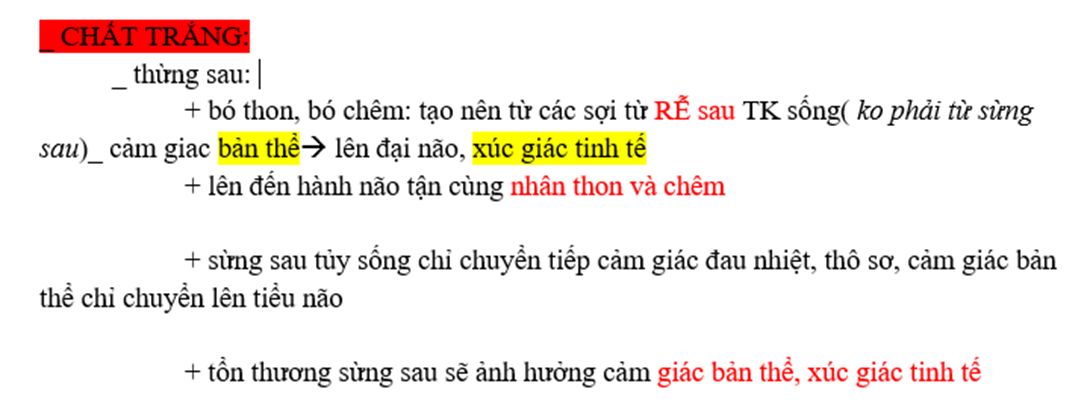 _ CHẤT TRẮNG:
_ thừng sau:
+ bó thon, bó chêm: tạo nên từ các sợi từ RỄ sau TK sống( ko phải từ sừng
sau)_ cảm giac bản thể→ lên đại não, xúc giác tinh tế
+ lên đến hành não tận cùng nhân thon và chêm
+ sừng sau tủy sống chỉ chuyển tiếp cảm giác đau nhiệt, thô sơ, cảm giác bản
thể chỉ chuyển lên tiểu não
+ tổn thương sừng sau sẽ ảnh hưởng cảm giác bản thể, xúc giác tinh tế